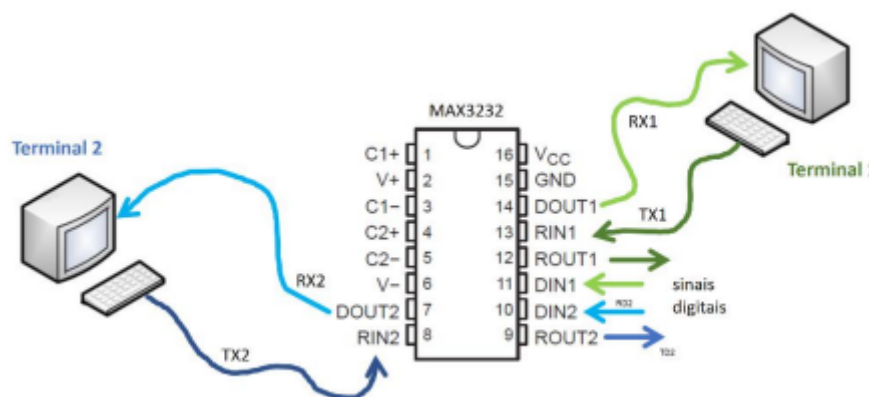 MAX3232
RX1
Terminal 2
C1+ 1 16 VCC
V+ 2 15 GND
Terminal
C1− 3 14 DOUT1
TX1
C2+ 4 13 RIN1
C2− 5 12 ROUT1
RX2
V− 6 11 DIN1 sinais
DOUT2 7 10 RD2 DIN2 digitais
RIN2 8 9 ROUT2
TX2
TD2